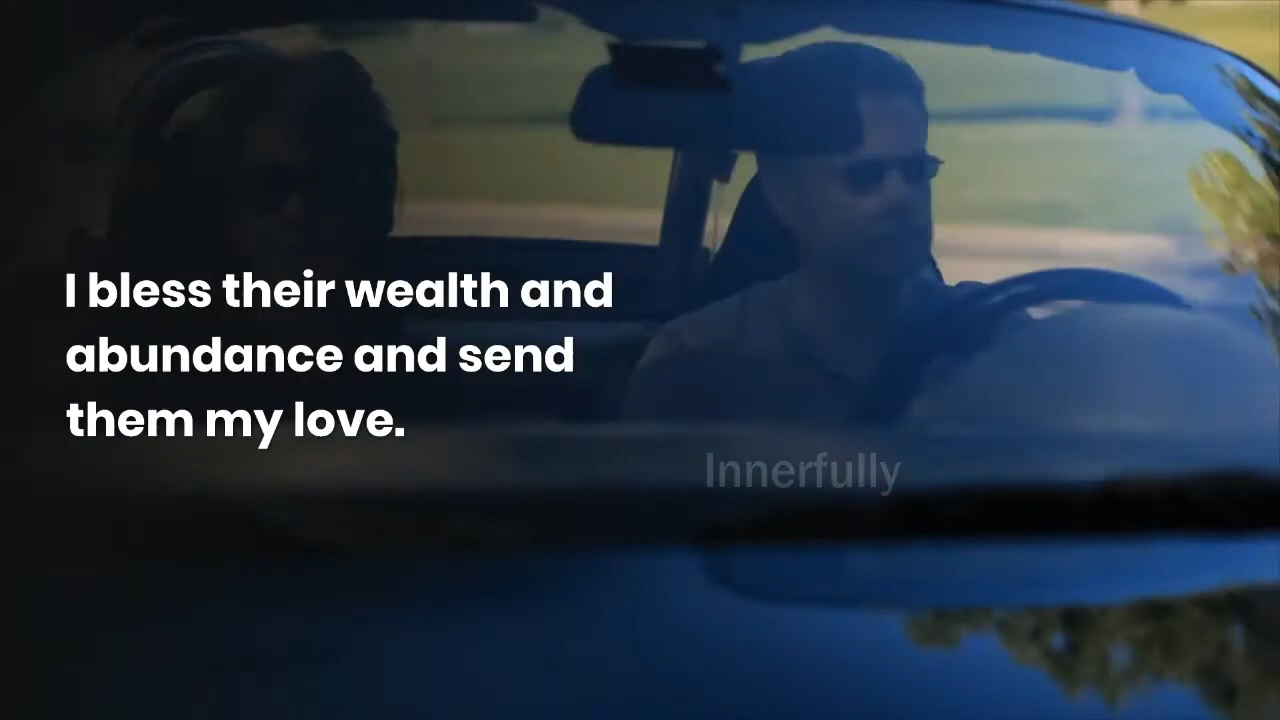 I bless their wealth and
abundance and send
them my love.
Innerfully